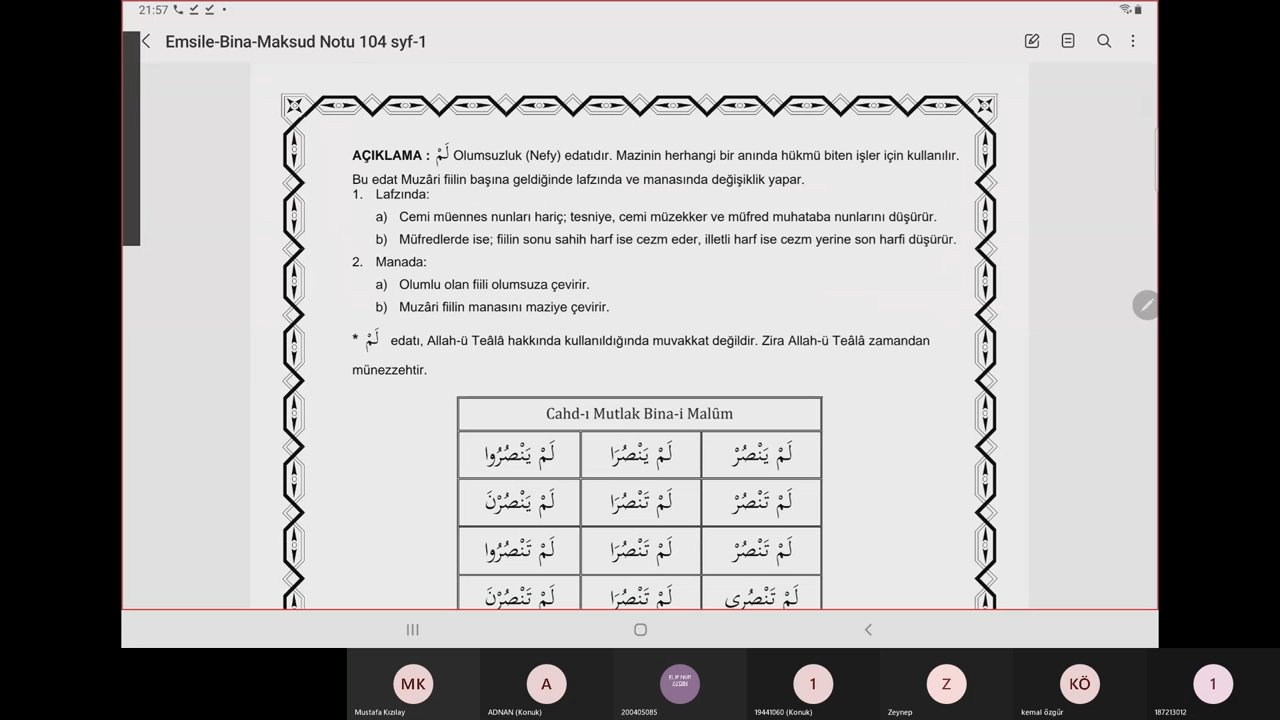 21:57
Emsile-Bina-Maksud Notu 104 syf-1
AÇIKLAMA : لَمْ Olumsuzluk (Nefy) edatıdır. Mazinin herhangi bir anında hükmü biten işler için kullanılır.
Bu edat Muzâri fiilin başına geldiğinde lafzında ve manasında değişiklik yapar.
1. Lafzında:
a) Cemi müennes nunları hariç; tesniye, cemi müzekker ve müfred muhataba nunlarını düşürür.
b) Müfredlerde ise; fiilin sonu sahih harf ise cezm eder, illetli harf ise cezm yerine son harfi düşürür.
2. Manada:
a) Olumlu olan fiili olumsuza çevirir.
b) Muzâri fiilin manasını maziye çevirir.
* لَمْ edatı, Allah-ü Teâlâ hakkında kullanıldığında muvakkat değildir. Zira Allah-ü Teâlâ zamandan
münezzehtir.
Cahd-ı Mutlak Bina-i Malûm
لَمْ يَنْصُرْ لَمْ يَنْصُرَا لَمْ يَنْصُرُوا
لَمْ تَنْصُرْ لَمْ تَنْصُرَا لَمْ يَنْصُرْنَ
لَمْ تَنْصُرْ لَمْ تَنْصُرَا لَمْ تَنْصُرُوا
لَمْ تَنْصُرِى لَمْ تَنْصُرَا لَمْ تَنْصُرْنَ
MK A ELIF NUR AYDIN 1 Z KÖ 1
Mustafa Kızılay ADNAN (Konuk) 200405085 19441060 (Konuk) Zeynep kemal özgür 187213012